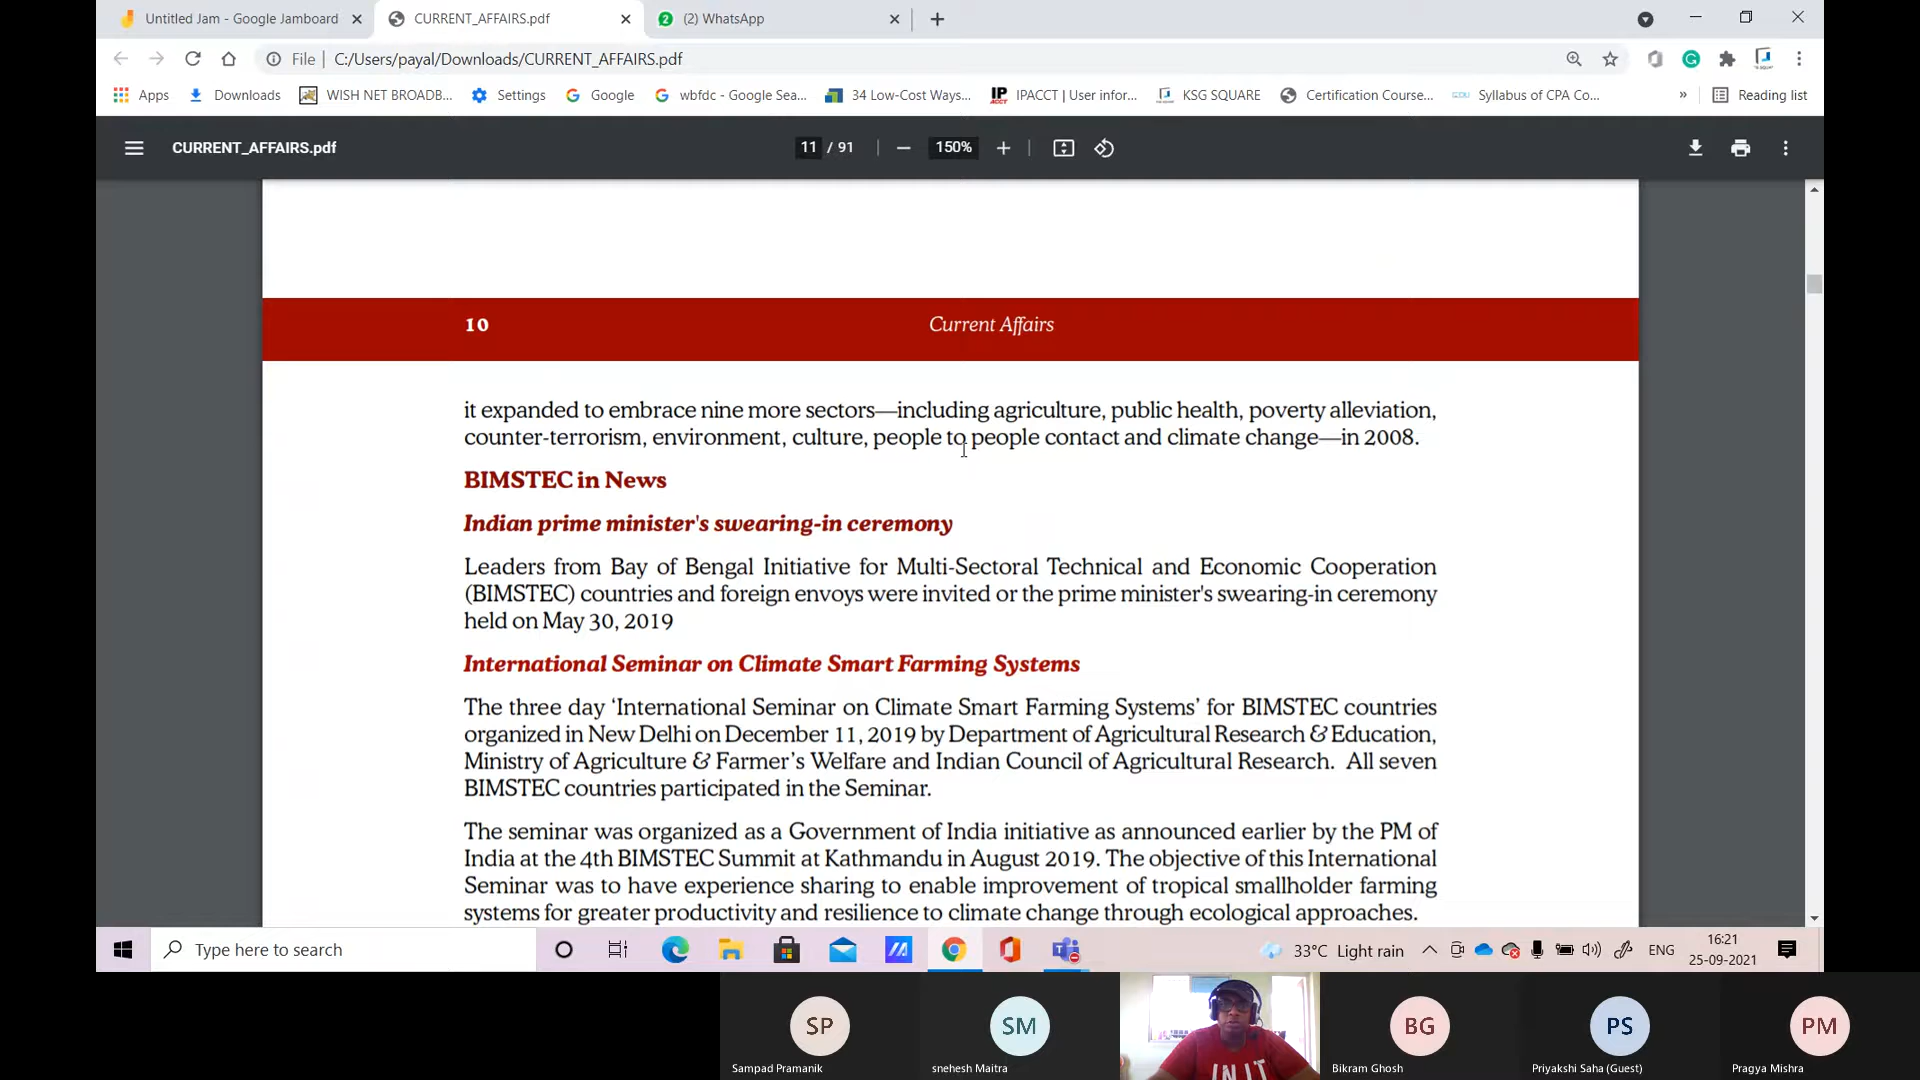 Untitled Jam - Google Jamboard
CURRENT_AFFAIRS.pdf
(2) WhatsApp
File
C:/Users/payal/Downloads/CURRENT_AFFAIRS.pdf
Apps
Downloads
WISH NET BROADB...
Settings
Google
wbfdc - Google Sea...
34 Low-Cost Ways...
IPACCT | User infor...
KSG SQUARE
Certification Course...
Syllabus of CPA Co...
»
Reading list
CURRENT_AFFAIRS.pdf
11 / 91
150%
10 Current Affairs
it expanded to embrace nine more sectors—including agriculture, public health, poverty alleviation,
counter-terrorism, environment, culture, people to people contact and climate change—in 2008.
BIMSTEC in News
Indian prime minister's swearing-in ceremony
Leaders from Bay of Bengal Initiative for Multi-Sectoral Technical and Economic Cooperation
(BIMSTEC) countries and foreign envoys were invited or the prime minister's swearing-in ceremony
held on May 30, 2019
International Seminar on Climate Smart Farming Systems
The three day ‘International Seminar on Climate Smart Farming Systems’ for BIMSTEC countries
organized in New Delhi on December 11, 2019 by Department of Agricultural Research & Education,
Ministry of Agriculture & Farmer’s Welfare and Indian Council of Agricultural Research. All seven
BIMSTEC countries participated in the Seminar.
The seminar was organized as a Government of India initiative as announced earlier by the PM of
India at the 4th BIMSTEC Summit at Kathmandu in August 2019. The objective of this International
Seminar was to have experience sharing to enable improvement of tropical smallholder farming
systems for greater productivity and resilience to climate change through ecological approaches.
Type here to search
33°C Light rain
ENG
16:21
25-09-2021
SP
SM
BG
PS
PM
Sampad Pramanik
snehesh Maitra
Bikram Ghosh
Priyakshi Saha (Guest)
Pragya Mishra